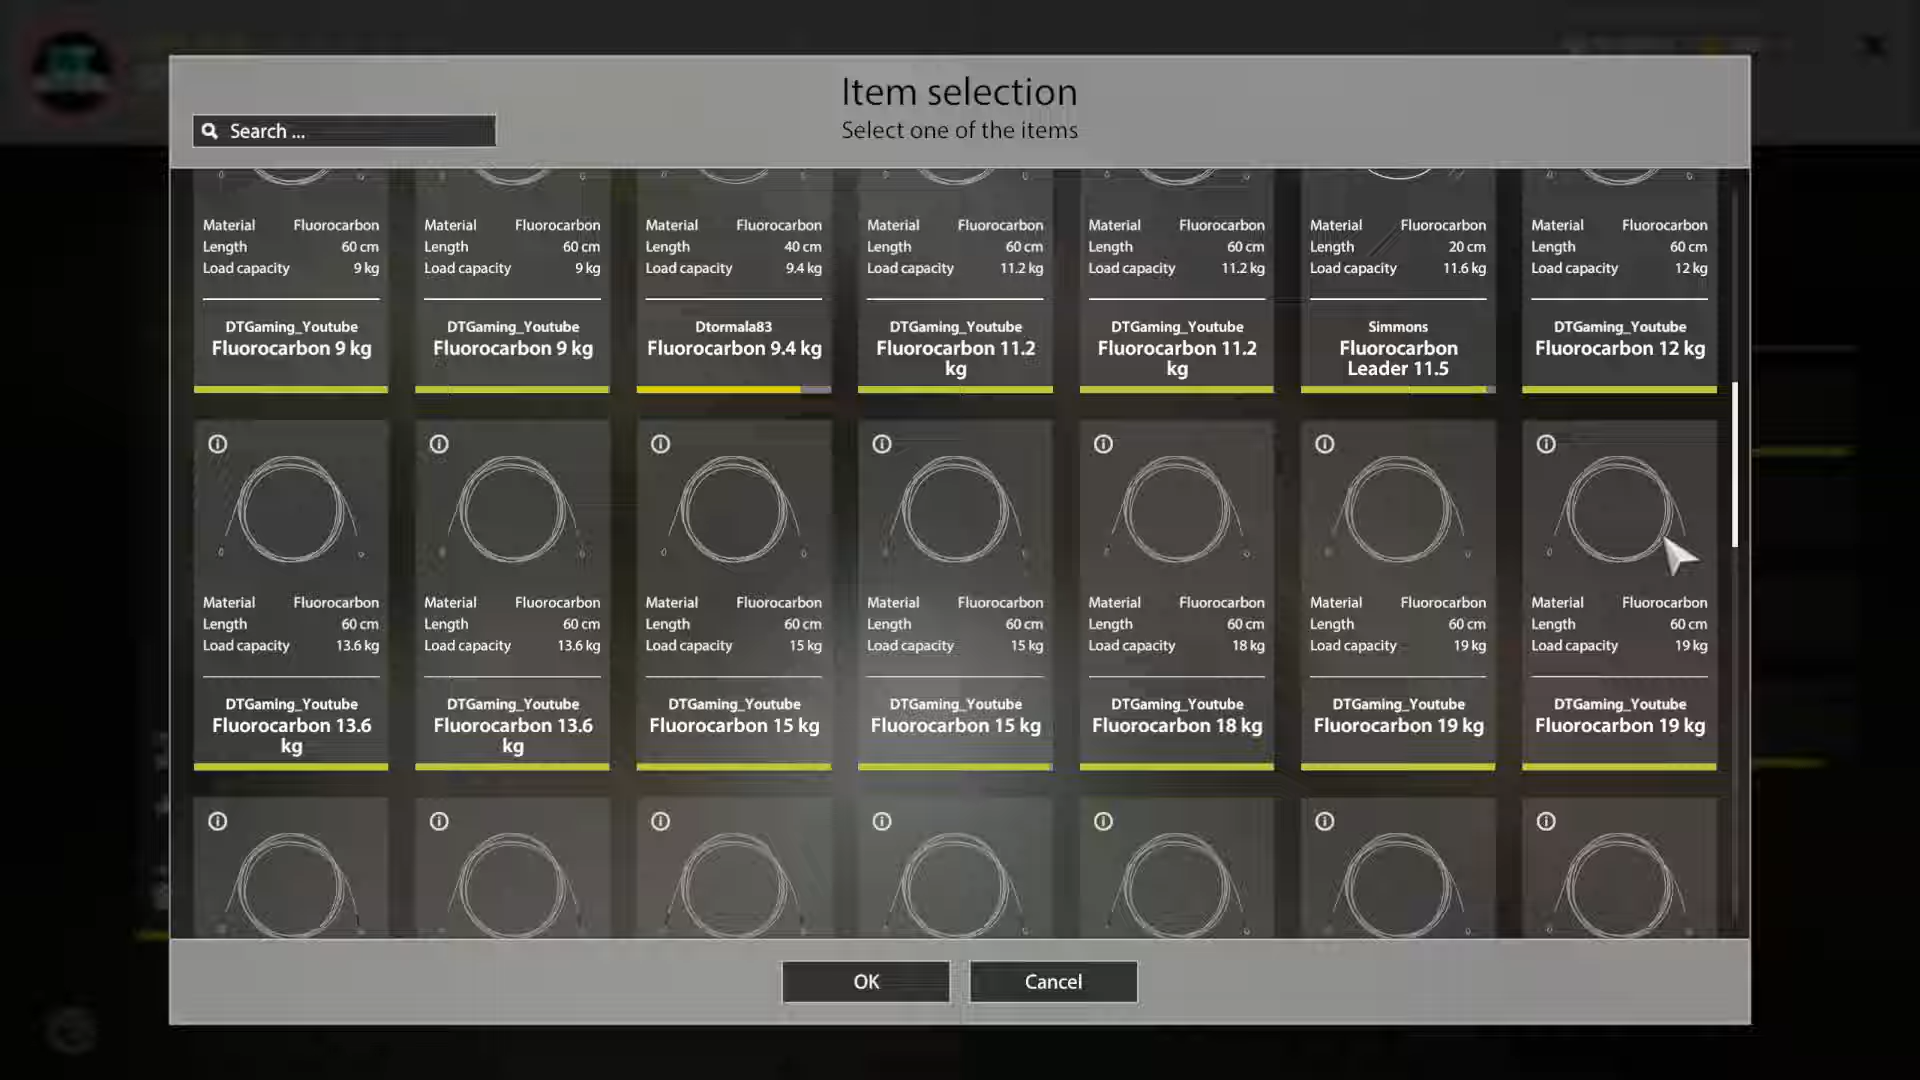 Item selection
Select one of the items
Search ...
Material Fluorocarbon
Length 60 cm
Load capacity 9 kg
DTGaming_Youtube
Fluorocarbon 9 kg
Material Fluorocarbon
Length 60 cm
Load capacity 9 kg
DTGaming_Youtube
Fluorocarbon 9 kg
Material Fluorocarbon
Length 40 cm
Load capacity 9.4 kg
Dtormala83
Fluorocarbon 9.4 kg
Material Fluorocarbon
Length 60 cm
Load capacity 11.2 kg
DTGaming_Youtube
Fluorocarbon 11.2
kg
Material Fluorocarbon
Length 60 cm
Load capacity 11.2 kg
DTGaming_Youtube
Fluorocarbon 11.2
kg
Material Fluorocarbon
Length 20 cm
Load capacity 11.6 kg
Simmons
Fluorocarbon
Leader 11.5
Material Fluorocarbon
Length 60 cm
Load capacity 12 kg
DTGaming_Youtube
Fluorocarbon 12 kg
Material Fluorocarbon
Length 60 cm
Load capacity 13.6 kg
DTGaming_Youtube
Fluorocarbon 13.6
kg
Material Fluorocarbon
Length 60 cm
Load capacity 13.6 kg
DTGaming_Youtube
Fluorocarbon 13.6
kg
Material Fluorocarbon
Length 60 cm
Load capacity 15 kg
DTGaming_Youtube
Fluorocarbon 15 kg
Material Fluorocarbon
Length 60 cm
Load capacity 15 kg
DTGaming_Youtube
Fluorocarbon 15 kg
Material Fluorocarbon
Length 60 cm
Load capacity 18 kg
DTGaming_Youtube
Fluorocarbon 18 kg
Material Fluorocarbon
Length 60 cm
Load capacity 19 kg
DTGaming_Youtube
Fluorocarbon 19 kg
Material Fluorocarbon
Length 60 cm
Load capacity 19 kg
DTGaming_Youtube
Fluorocarbon 19 kg
OK
Cancel